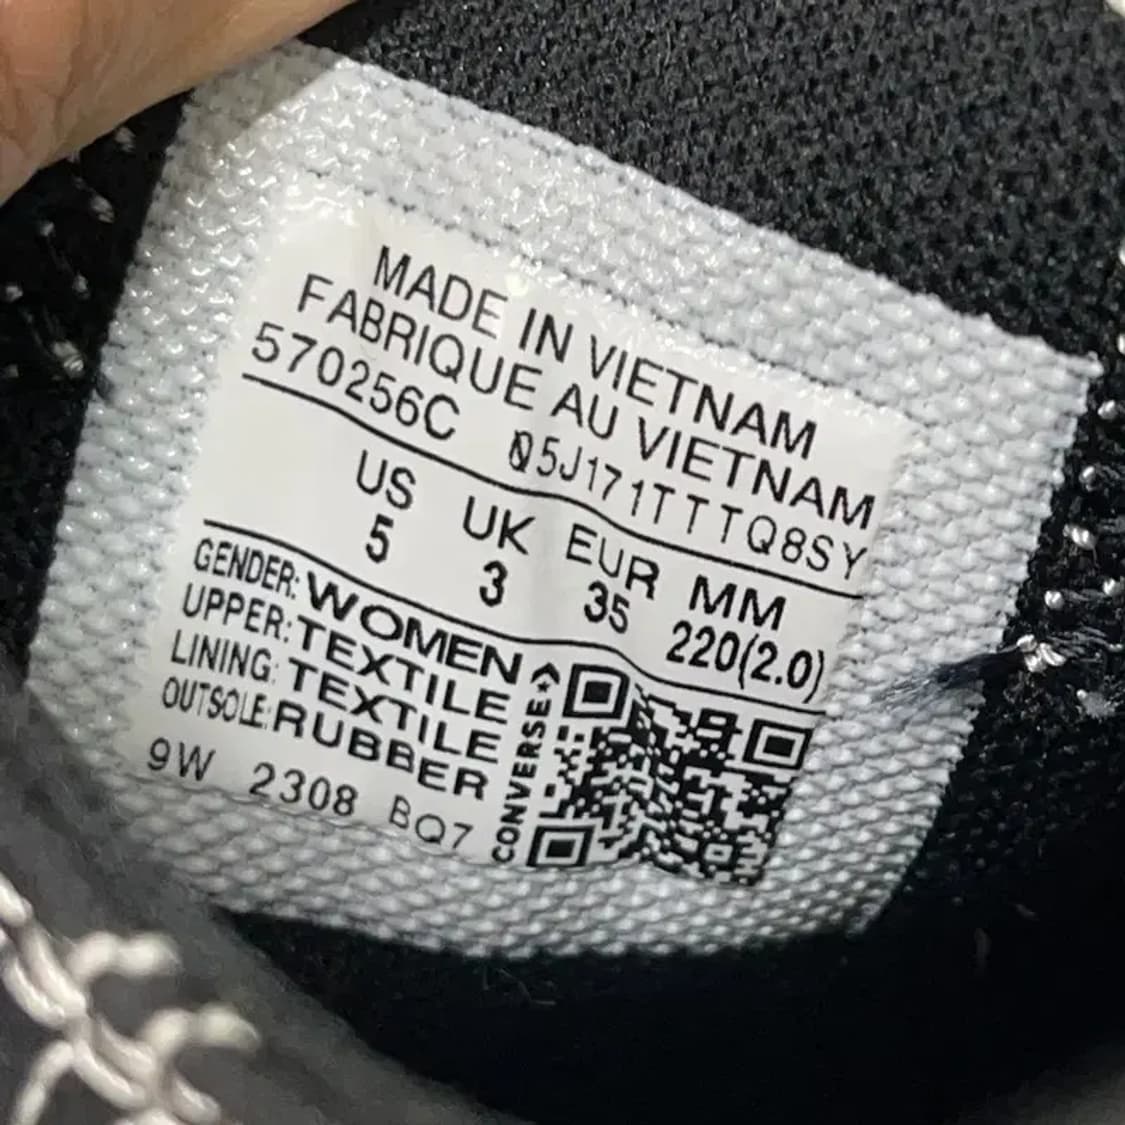 MADE IN VIETNAM
FABRIQUE AU VIETNAM
570256C Q5J171TTTQ8SY
US UK EUR MM
5 3 35 220(2.0)
GENDER: WOMEN
UPPER: TEXTILE
LINING: TEXTILE
OUTSOLE: RUBBER
9W 2308 BQ7
CONVERSE